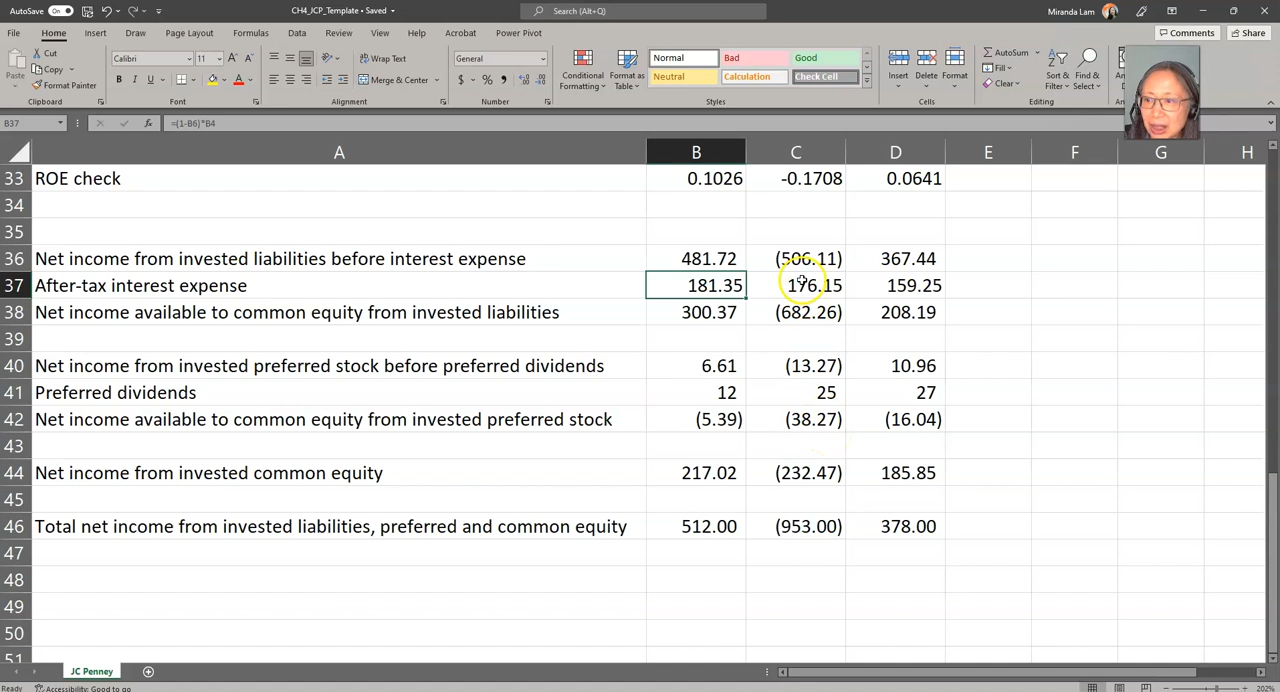 AutoSave On CH4_JCP_Template • Saved Search (Alt+Q) Miranda Lam
File Home Insert Draw Page Layout Formulas Data Review View Help Acrobat Power Pivot Comments Share
Paste Cut Copy Format Painter
Calibri 11 B I U
Wrap Text Merge & Center
General $ % 9
Conditional Formatting Format as Table
Normal Bad Good
Neutral Calculation Check Cell
Insert Delete Format
AutoSum Fill Clear Sort & Filter Find & Select
Clipboard Font Alignment Number Styles Cells Editing
B37 fx =(1-B6)*B4
A B C D E F G H
33 ROE check 0.1026 -0.1708 0.0641
34
35
36 Net income from invested liabilities before interest expense 481.72 (506.11) 367.44
37 After-tax interest expense 181.35 176.15 159.25
38 Net income available to common equity from invested liabilities 300.37 (682.26) 208.19
39
40 Net income from invested preferred stock before preferred dividends 6.61 (13.27) 10.96
41 Preferred dividends 12 25 27
42 Net income available to common equity from invested preferred stock (5.39) (38.27) (16.04)
43
44 Net income from invested common equity 217.02 (232.47) 185.85
45
46 Total net income from invested liabilities, preferred and common equity 512.00 (953.00) 378.00
47
48
49
50
51
JC Penney
Ready Accessibility: Good to go 202%